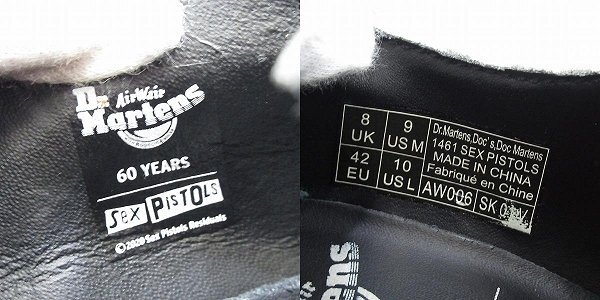 Dr. AirWair
Martens
60 YEARS
SEX PISTOLS
©2020 Sex Pistols Residuals
8 UK
9 US M
42 EU
10 US L
Dr.Martens,Doc's,Doc Martens
1461 SEX PISTOLS
MADE IN CHINA
Fabriqué en Chine
AW006
SK